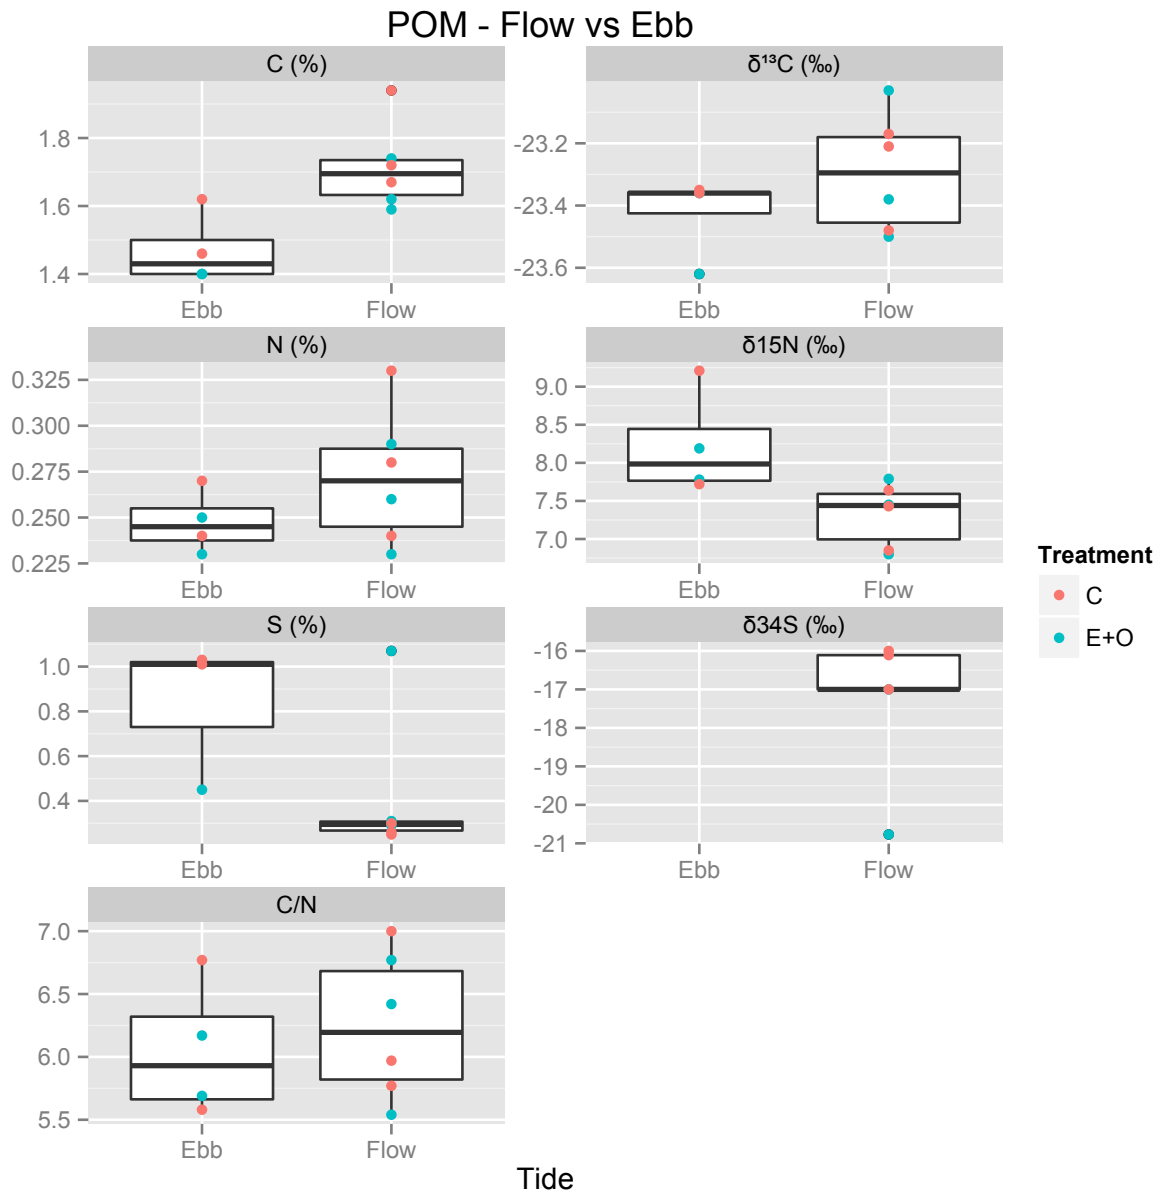 POM - Flow vs Ebb
C (%)
1.8
1.6
1.4
Ebb Flow
δ¹³C (‰)
-23.2
-23.4
-23.6
Ebb Flow
N (%)
0.325
0.300
0.275
0.250
0.225
Ebb Flow
δ15N (‰)
9.0
8.5
8.0
7.5
7.0
Ebb Flow
S (%)
1.0
0.8
0.6
0.4
Ebb Flow
δ34S (‰)
-16
-17
-18
-19
-20
-21
Ebb Flow
C/N
7.0
6.5
6.0
5.5
Ebb Flow
Tide
Treatment
C
E+O